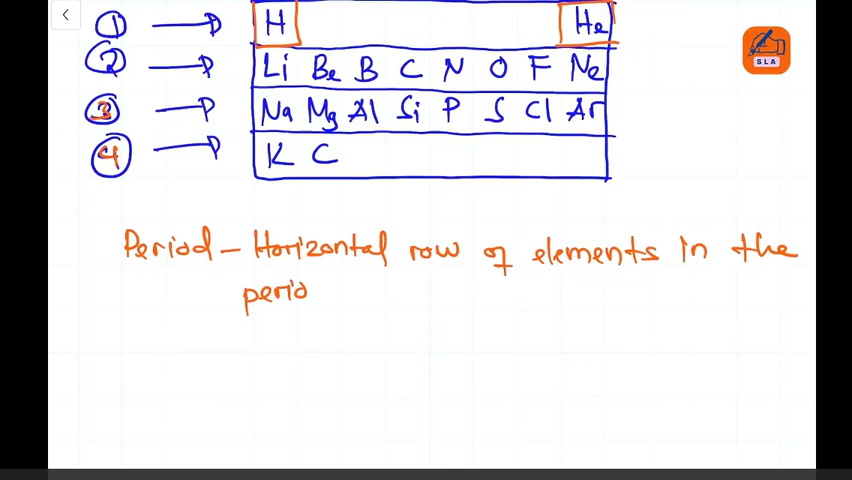 ① → P H He
② → P Li Be B C N O F Ne
③ → P Na Mg Al Si P S Cl Ar
④ → P K C
SLA
Period – Horizontal row of elements in the
perio